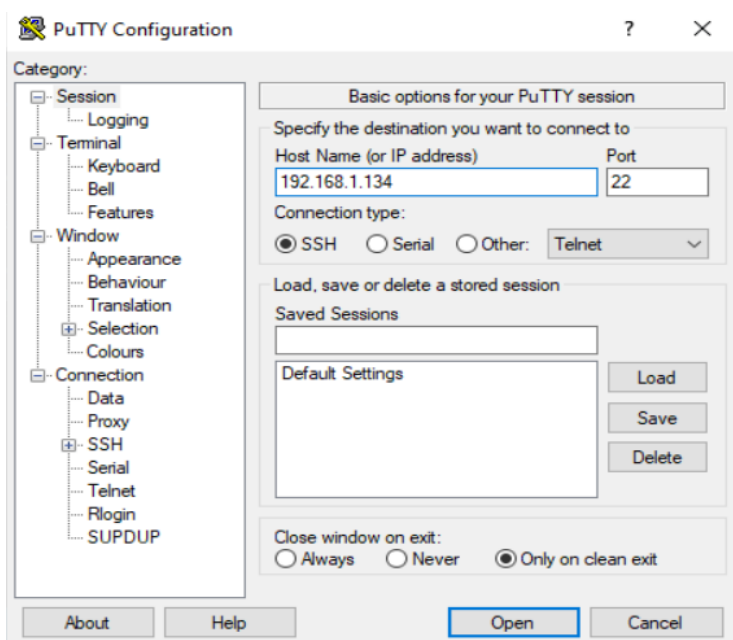 PuTTY Configuration
?
Category:
Session
Logging
Terminal
Keyboard
Bell
Features
Window
Appearance
Behaviour
Translation
Selection
Colours
Connection
Data
Proxy
SSH
Serial
Telnet
Rlogin
SUPDUP
Basic options for your PuTTY session
Specify the destination you want to connect to
Host Name (or IP address) Port
192.168.1.134 22
Connection type:
SSH Serial Other: Telnet
Load, save or delete a stored session
Saved Sessions
Default Settings
Load
Save
Delete
Close window on exit:
Always Never Only on clean exit
About Help Open Cancel